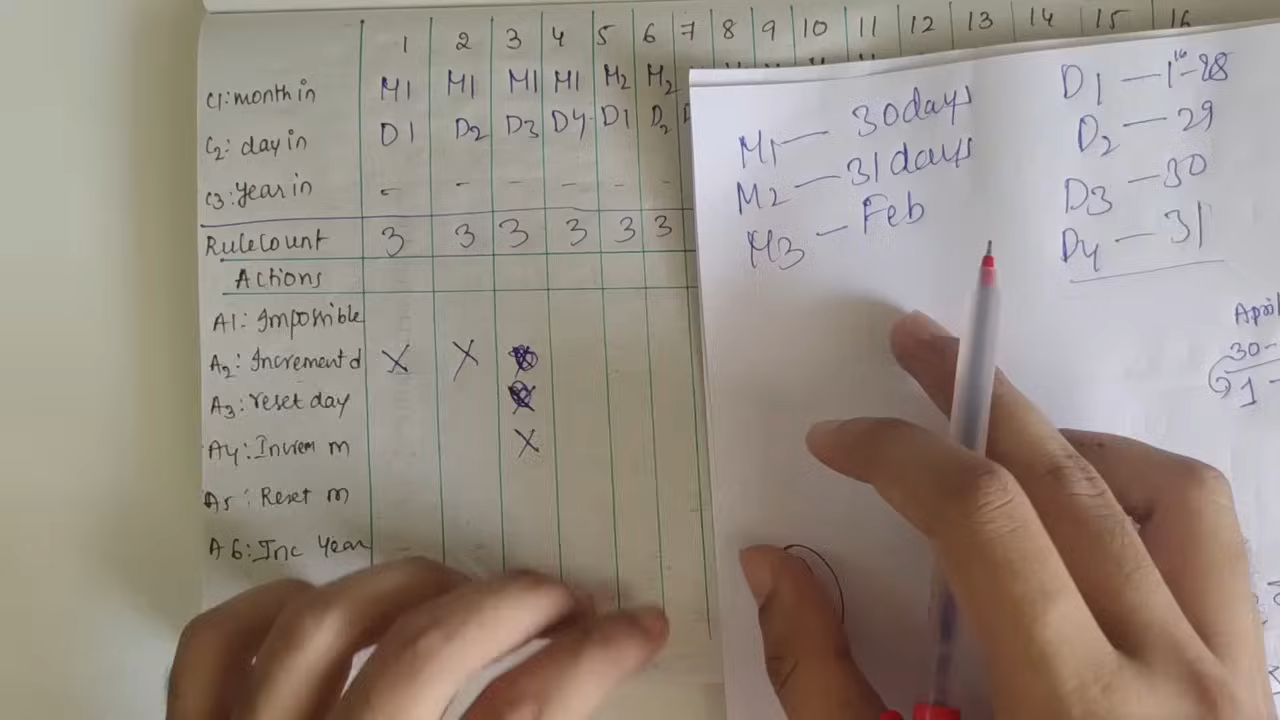 1 2 3 4 5 6 7 8 9 10 11 12 13 14 15 16
C1: month in M1 M1 M1 M1 M2 M2
C2: day in D1 D2 D3 D4 D1 D2
C3: Year in - - - - - -
Rule Count 3 3 3 3 3 3
Actions
A1: Impossible
A2: Increment d X X
A3: reset day
A4: Increm m X
A5: Reset m
A6: Inc Year
M1 — 30 days
M2 — 31 days
M3 — Feb
D1 — 1-28
D2 — 29
D3 — 30
D4 — 31
April
30-
1 -